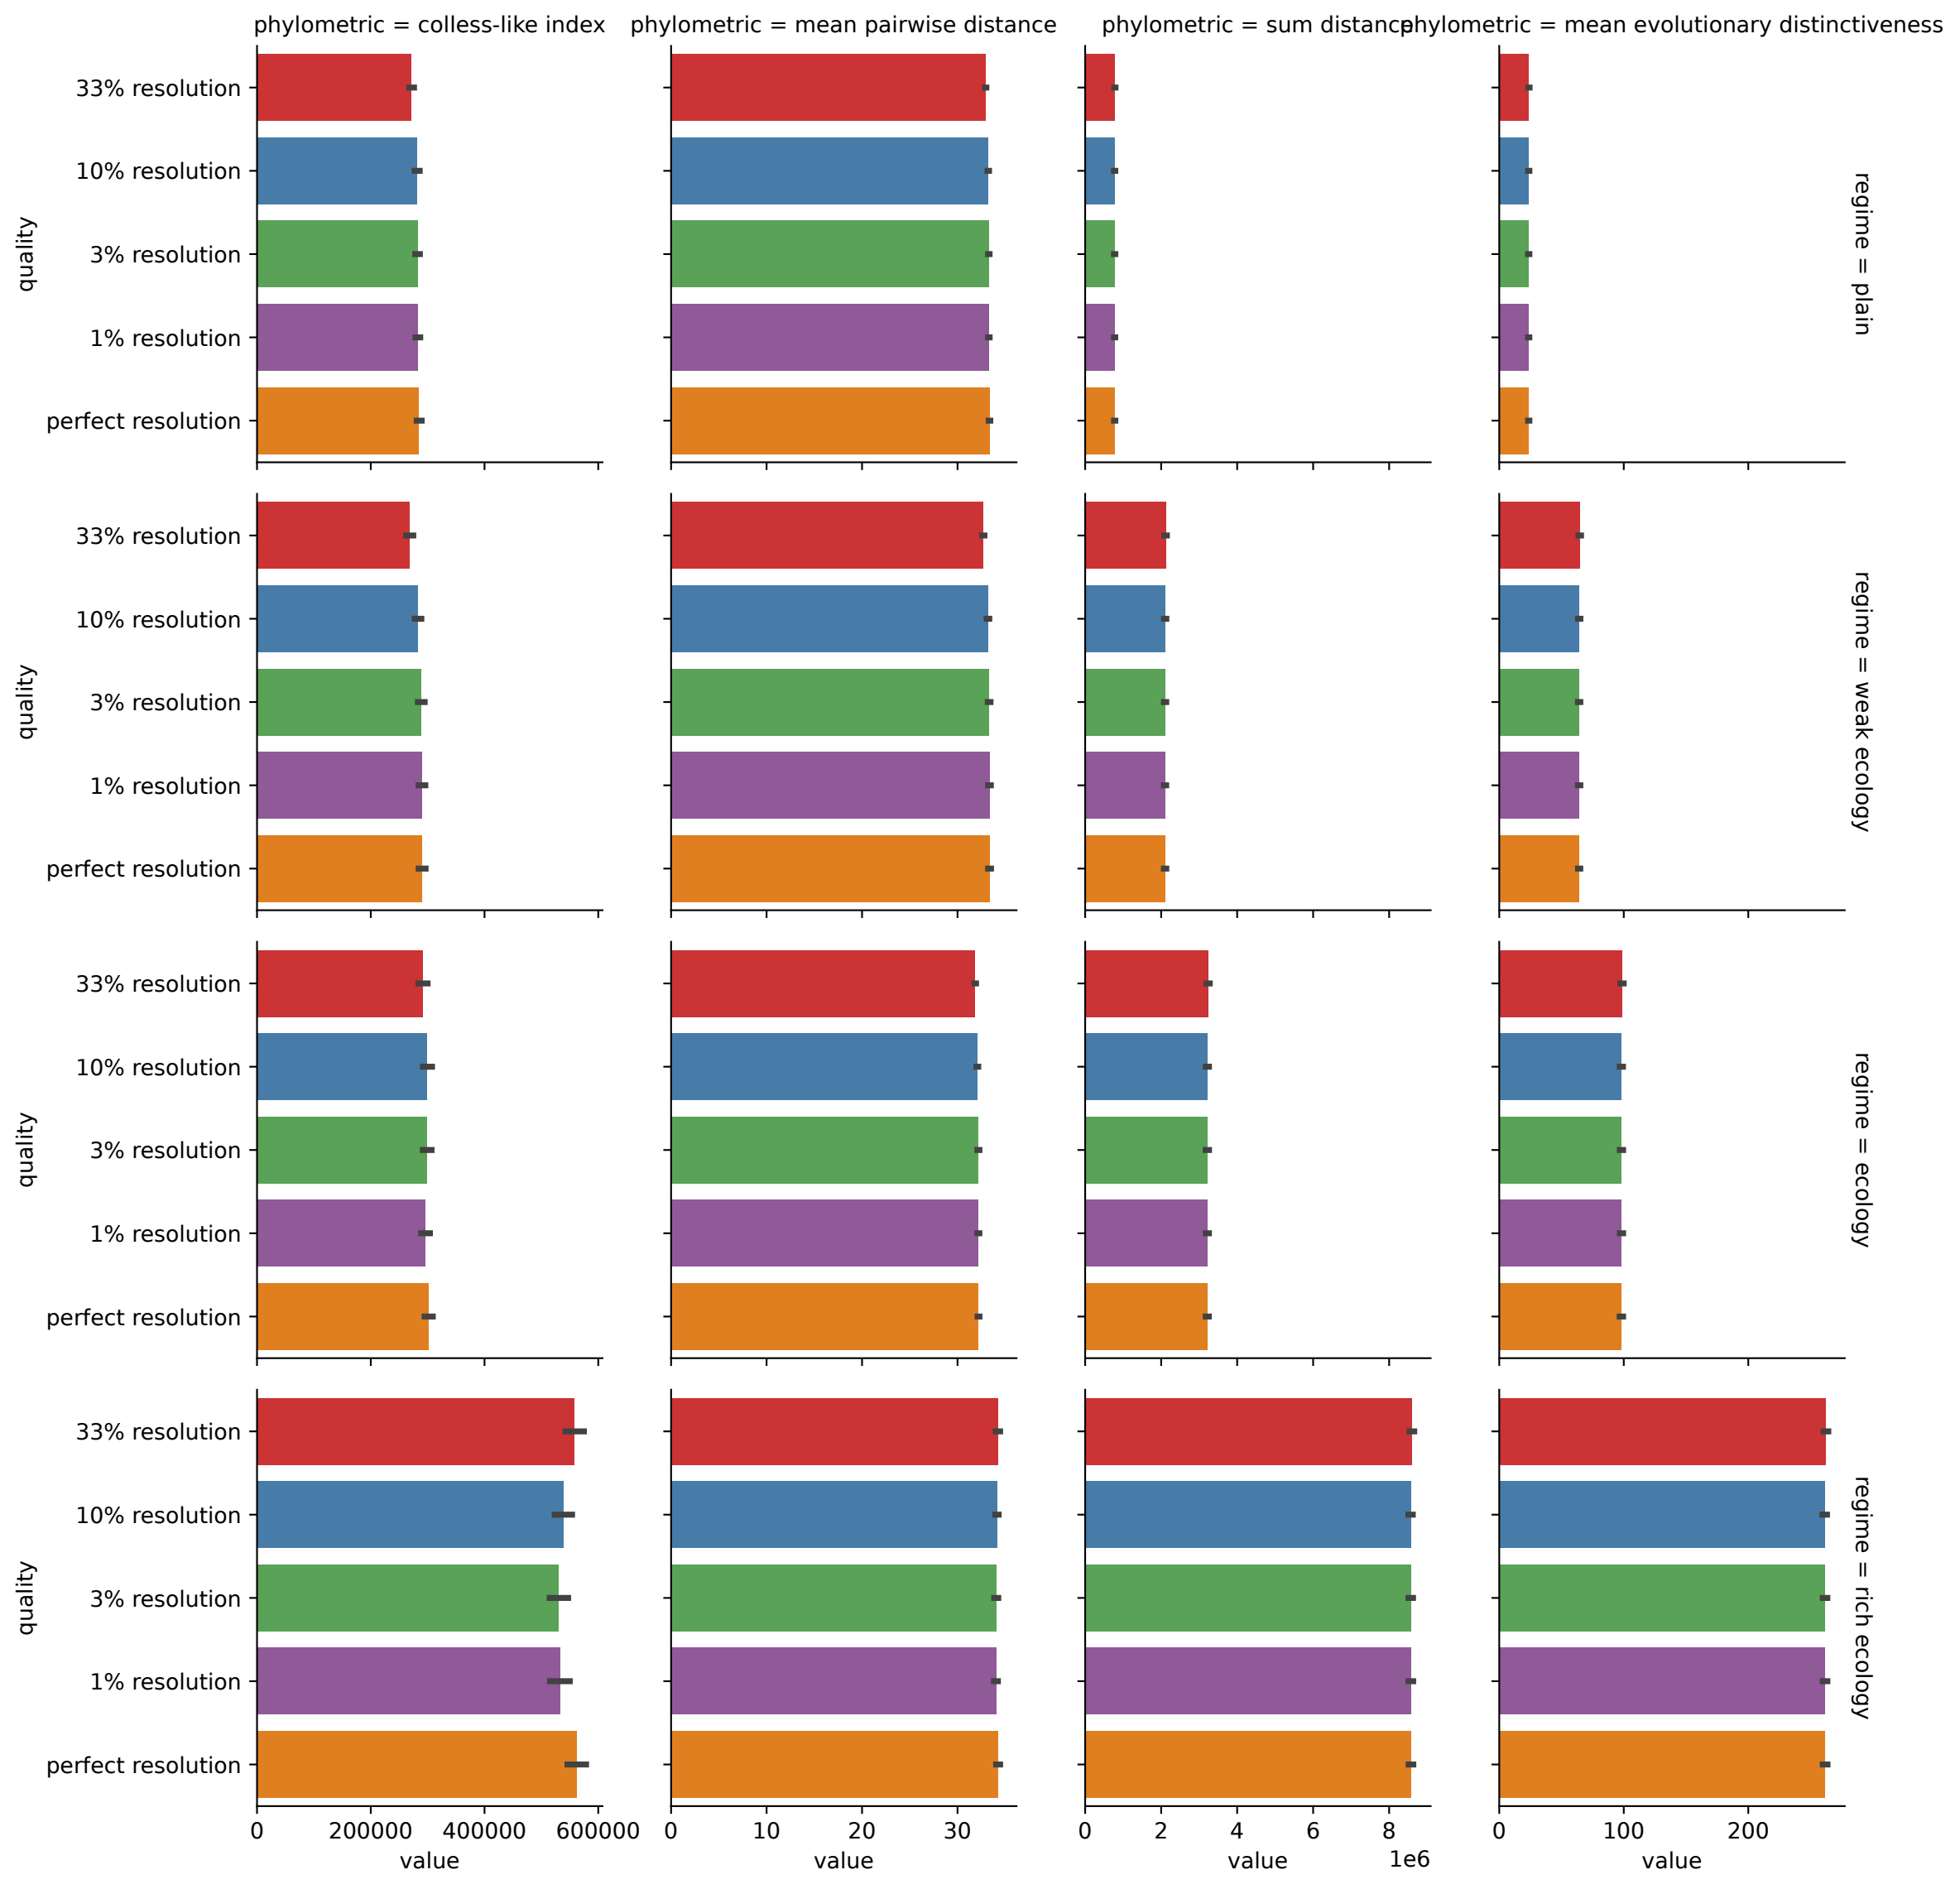 phylometric = colless-like index
phylometric = mean pairwise distance
phylometric = sum distance
phylometric = mean evolutionary distinctiveness
quality
33% resolution
10% resolution
3% resolution
1% resolution
perfect resolution
regime = plain
quality
33% resolution
10% resolution
3% resolution
1% resolution
perfect resolution
regime = weak ecology
quality
33% resolution
10% resolution
3% resolution
1% resolution
perfect resolution
regime = ecology
quality
33% resolution
10% resolution
3% resolution
1% resolution
perfect resolution
regime = rich ecology
0 200000 400000 600000
0 10 20 30
0 2 4 6 8
0 100 200
value
value
value
1e6
value